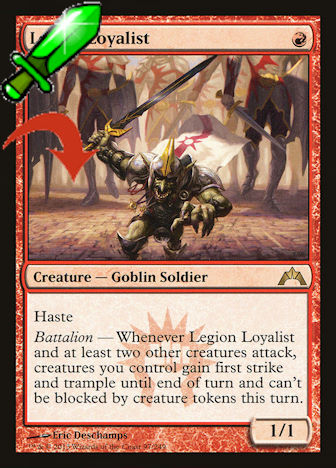 Loyalist
Creature — Goblin Soldier
Haste
Battalion — Whenever Legion Loyalist
and at least two other creatures attack,
creatures you control gain first strike
and trample until end of turn and can't
be blocked by creature tokens this turn.
1/1
Eric Deschamps
97/249